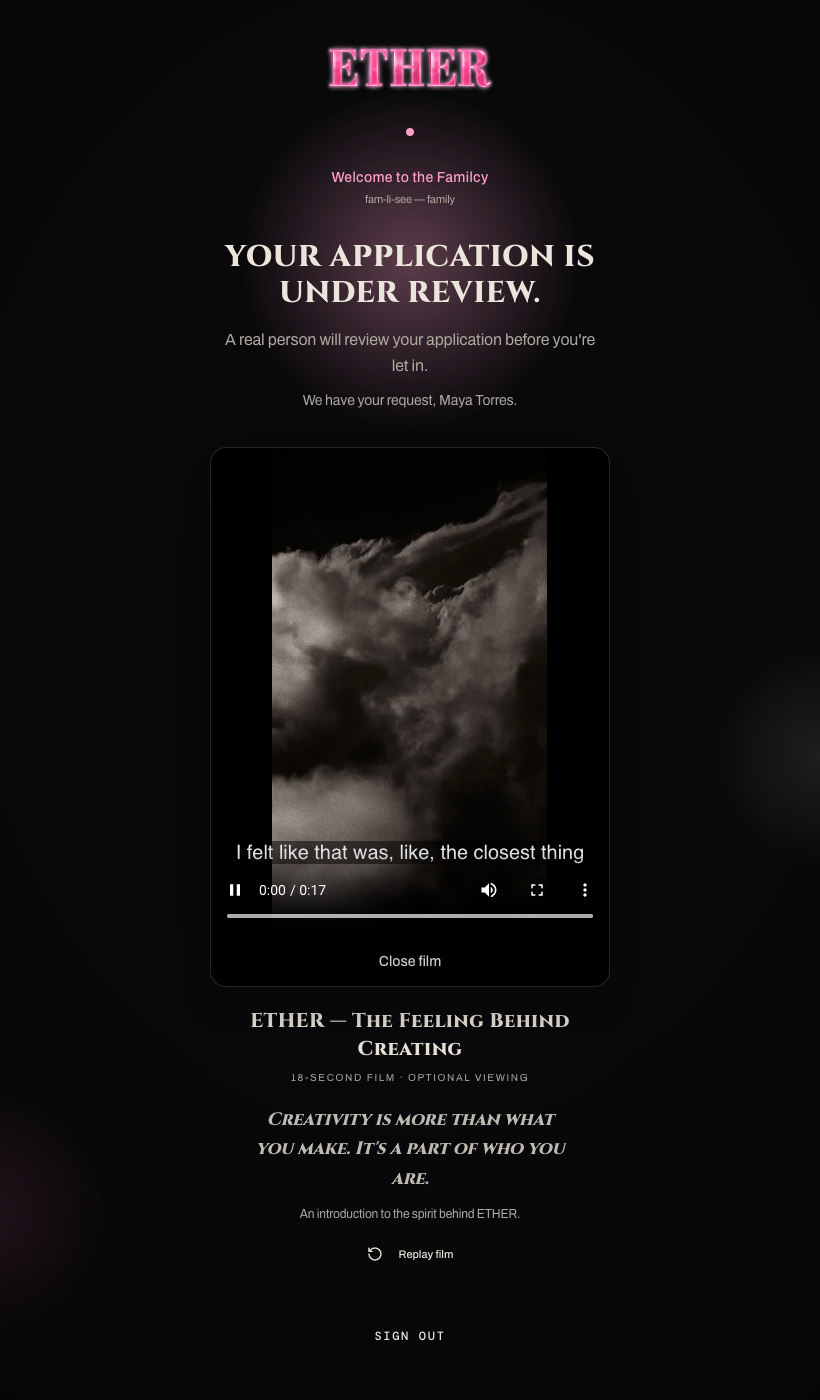 ETHER
Welcome to the Familcy
fam-li-see — family
YOUR APPLICATION IS
UNDER REVIEW.
A real person will review your application before you're
let in.
We have your request, Maya Torres.
I felt like that was, like, the closest thing
0:00 / 0:17
Close film
ETHER — The Feeling Behind
Creating
18-SECOND FILM · OPTIONAL VIEWING
Creativity is more than what
you make. It's a part of who you
are.
An introduction to the spirit behind ETHER.
Replay film
SIGN OUT